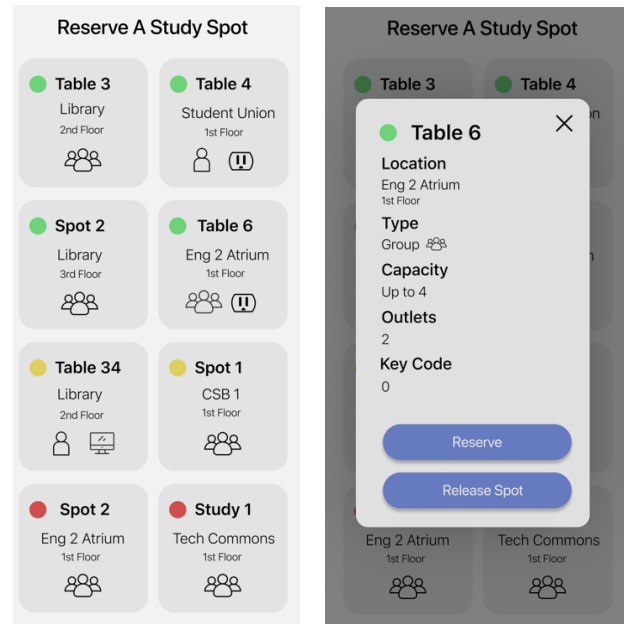 Reserve A Study Spot
Table 3
Library
2nd Floor
Table 4
Student Union
1st Floor
Spot 2
Library
3rd Floor
Table 6
Eng 2 Atrium
1st Floor
Table 34
Library
2nd Floor
Spot 1
CSB 1
1st Floor
Spot 2
Eng 2 Atrium
1st Floor
Study 1
Tech Commons
1st Floor
Reserve A Study Spot
Table 3
Table 4
Table 6
Location
Eng 2 Atrium
1st Floor
Type
Group
Capacity
Up to 4
Outlets
2
Key Code
0
Reserve
Release Spot
Eng 2 Atrium
1st Floor
Tech Commons
1st Floor